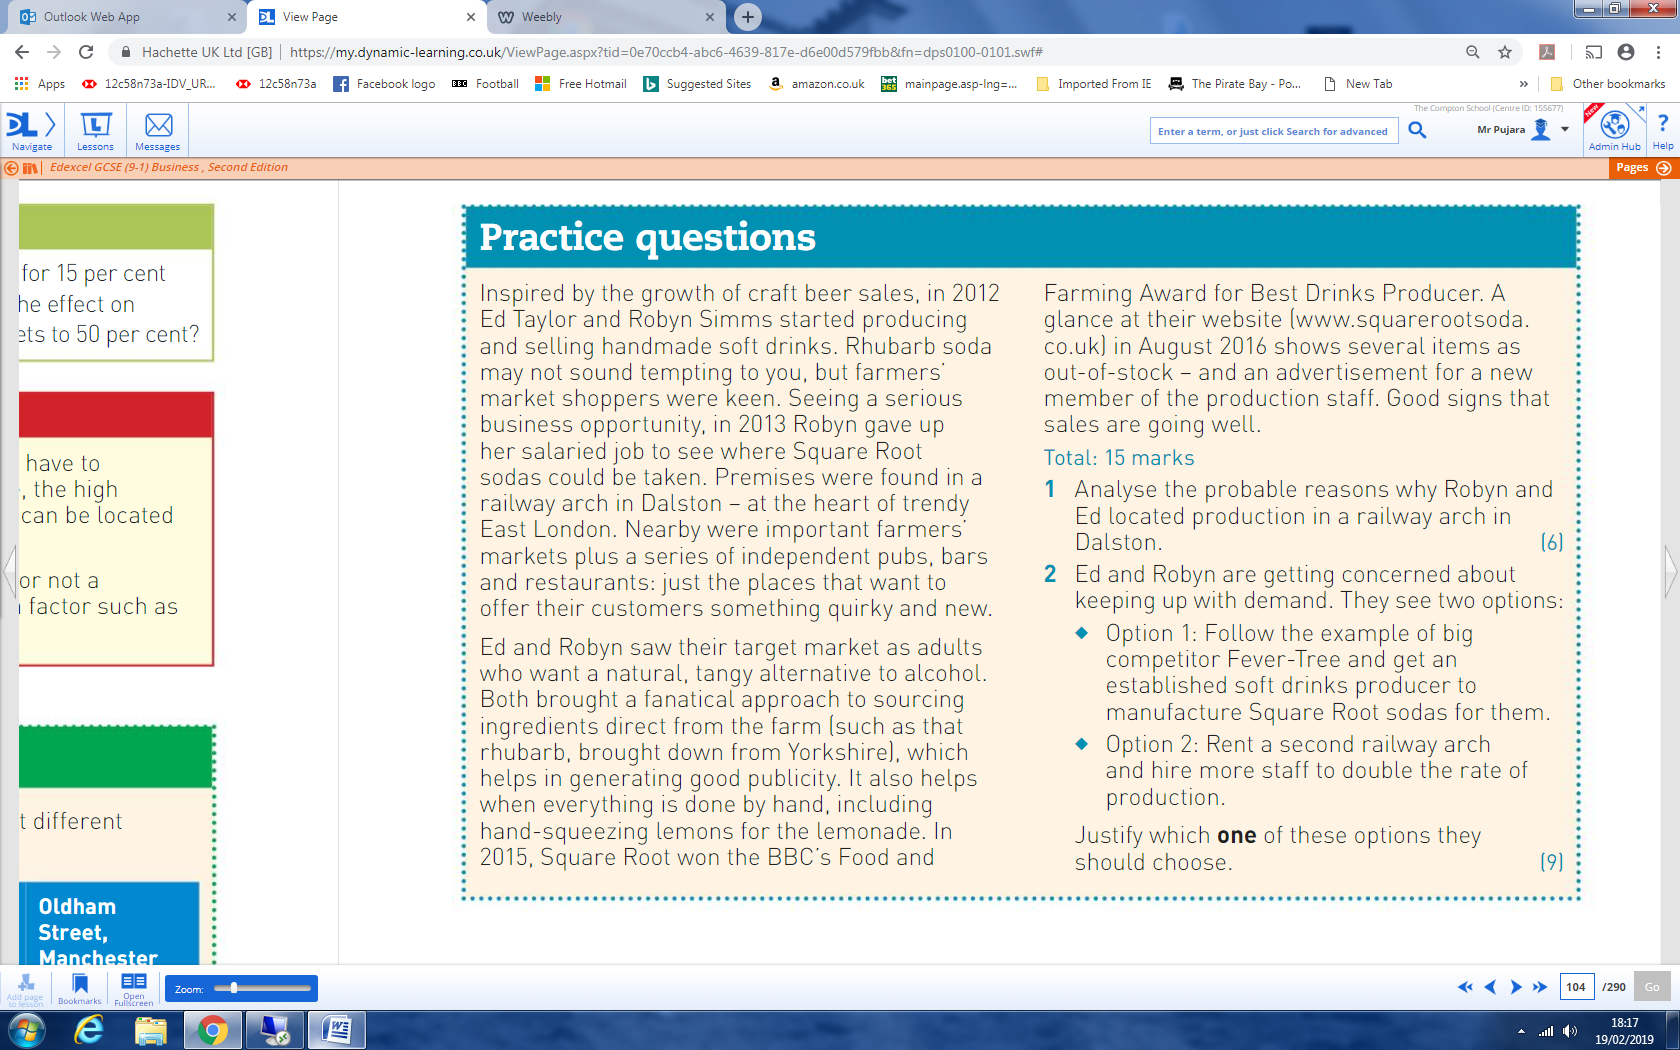 Outlook Web App
View Page
Weebly
Hachette UK Ltd [GB] | https://my.dynamic-learning.co.uk/ViewPage.aspx?tid=0e70ccb4-abc6-4639-817e-d6e00d579fbb&fn=dps0100-0101.swf#
Apps
12c58n73a-IDV_UR...
12c58n73a
Facebook logo
BBC
Football
Free Hotmail
Suggested Sites
amazon.co.uk
bet365
mainpage.asp-lng=...
Imported From IE
The Pirate Bay - Po...
New Tab
»
Other bookmarks
DL
Navigate
Lessons
Messages
The Compton School (Centre ID: 155677)
Enter a term, or just click Search for advanced
Mr Pujara
New
Admin Hub
?
Help
Edexcel GCSE (9-1) Business , Second Edition
Pages
for 15 per cent
he effect on
ets to 50 per cent?
have to
, the high
can be located
or not a
factor such as
t different
Oldham
Street,
Manchester
Practice questions
Inspired by the growth of craft beer sales, in 2012
Ed Taylor and Robyn Simms started producing
and selling handmade soft drinks. Rhubarb soda
may not sound tempting to you, but farmers'
market shoppers were keen. Seeing a serious
business opportunity, in 2013 Robyn gave up
her salaried job to see where Square Root
sodas could be taken. Premises were found in a
railway arch in Dalston – at the heart of trendy
East London. Nearby were important farmers'
markets plus a series of independent pubs, bars
and restaurants: just the places that want to
offer their customers something quirky and new.
Ed and Robyn saw their target market as adults
who want a natural, tangy alternative to alcohol.
Both brought a fanatical approach to sourcing
ingredients direct from the farm (such as that
rhubarb, brought down from Yorkshire), which
helps in generating good publicity. It also helps
when everything is done by hand, including
hand-squeezing lemons for the lemonade. In
2015, Square Root won the BBC's Food and
Farming Award for Best Drinks Producer. A
glance at their website (www.squarerootsoda.
co.uk) in August 2016 shows several items as
out-of-stock – and an advertisement for a new
member of the production staff. Good signs that
sales are going well.
Total: 15 marks
1 Analyse the probable reasons why Robyn and
Ed located production in a railway arch in
Dalston. (6)
2 Ed and Robyn are getting concerned about
keeping up with demand. They see two options:
◆ Option 1: Follow the example of big
competitor Fever-Tree and get an
established soft drinks producer to
manufacture Square Root sodas for them.
◆ Option 2: Rent a second railway arch
and hire more staff to double the rate of
production.
Justify which one of these options they
should choose. (9)
Add page
to lesson
Bookmarks
Open
Fullscreen
Zoom:
104 /290 Go
18:17
19/02/2019